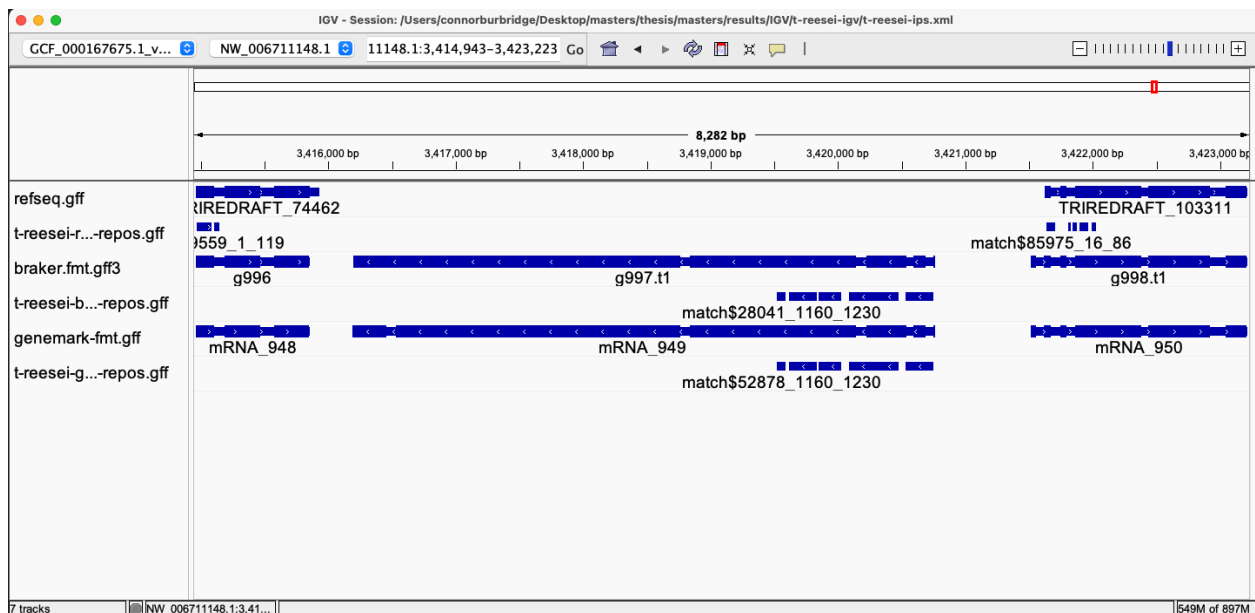 IGV - Session: /Users/connorburbridge/Desktop/masters/thesis/masters/results/IGV/t-reesei-igv/t-reesei-ips.xml
GCF_000167675.1_v... NW_006711148.1 11148.1:3,414,943-3,423,223 Go
8,282 bp
3,416,000 bp 3,417,000 bp 3,418,000 bp 3,419,000 bp 3,420,000 bp 3,421,000 bp 3,422,000 bp 3,423,000 bp
refseq.gff
RIREDRAFT_74462 TRIREDRAFT_103311
t-reesei-r...-repos.gff
9559_1_119 match$85975_16_86
braker.fmt.gff3
g996 g997.t1 g998.t1
t-reesei-b...-repos.gff
match$28041_1160_1230
genemark-fmt.gff
mRNA_948 mRNA_949 mRNA_950
t-reesei-g...-repos.gff
match$52878_1160_1230
7 tracks NW_006711148.1:3,41... 549M of 897M